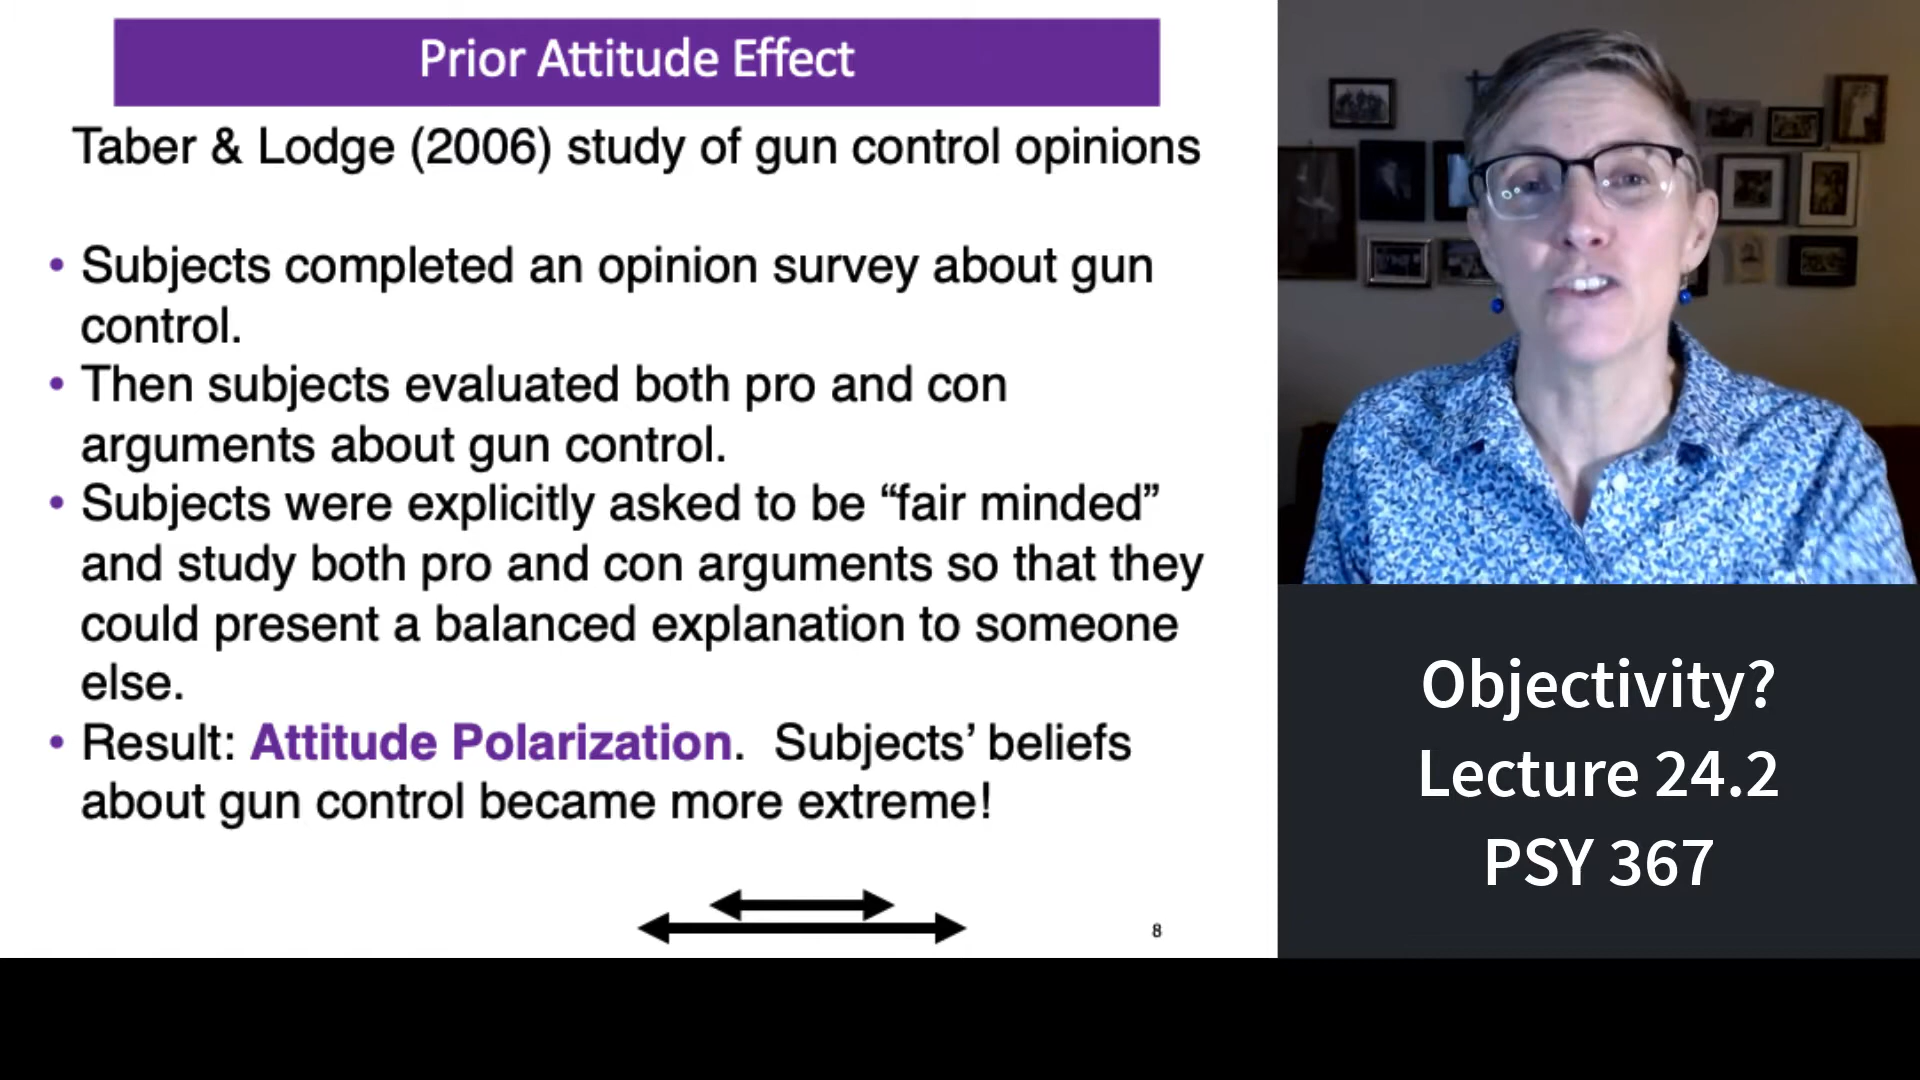 Prior Attitude Effect
Taber & Lodge (2006) study of gun control opinions
• Subjects completed an opinion survey about gun
control.
• Then subjects evaluated both pro and con
arguments about gun control.
• Subjects were explicitly asked to be “fair minded”
and study both pro and con arguments so that they
could present a balanced explanation to someone
else.
• Result: Attitude Polarization.  Subjects’ beliefs
about gun control became more extreme!
8
Objectivity?
Lecture 24.2
PSY 367